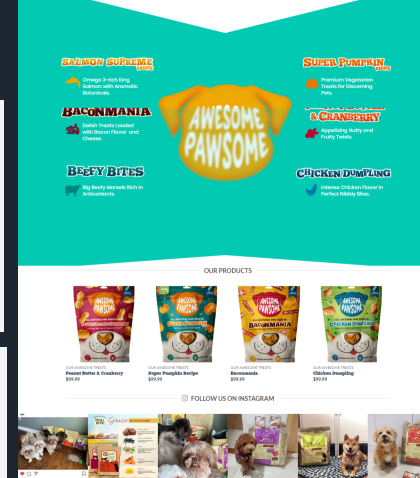 SALMON SUPREME
Omega 3-rich King
Salmon with Aromatic
Botanicals.
BACONMANIA
Delish Treats Loaded
with Bacon Flavor and
Cheese.
BEEFY BITES
Big Beefy Morsels Rich in
Antioxidants.
AWESOME
PAWSOME
SUPER PUMPKIN
Premium Vegetarian
Treats for Discerning
Pets.
& CRANBERRY
Appetizing Nutty and
Fruity Twists.
CHICKEN DUMPLING
Intense Chicken Flavor in
Perfect Nibbly Bites.
OUR PRODUCTS
AWESOME
PAWSOME
AWESOME
PAWSOME
SUPER PUMPKIN
AWESOME
PAWSOME
BACONMANIA
AWESOME
PAWSOME
CHICKEN DUMPLING
OUR AWESOME TREATS
Peanut Butter & Cranberry
$99.99
OUR AWESOME TREATS
Super Pumpkin Recipe
$99.99
OUR AWESOME TREATS
Baconmania
$99.99
OUR AWESOME TREATS
Chicken Dumpling
$99.99
FOLLOW US ON INSTAGRAM